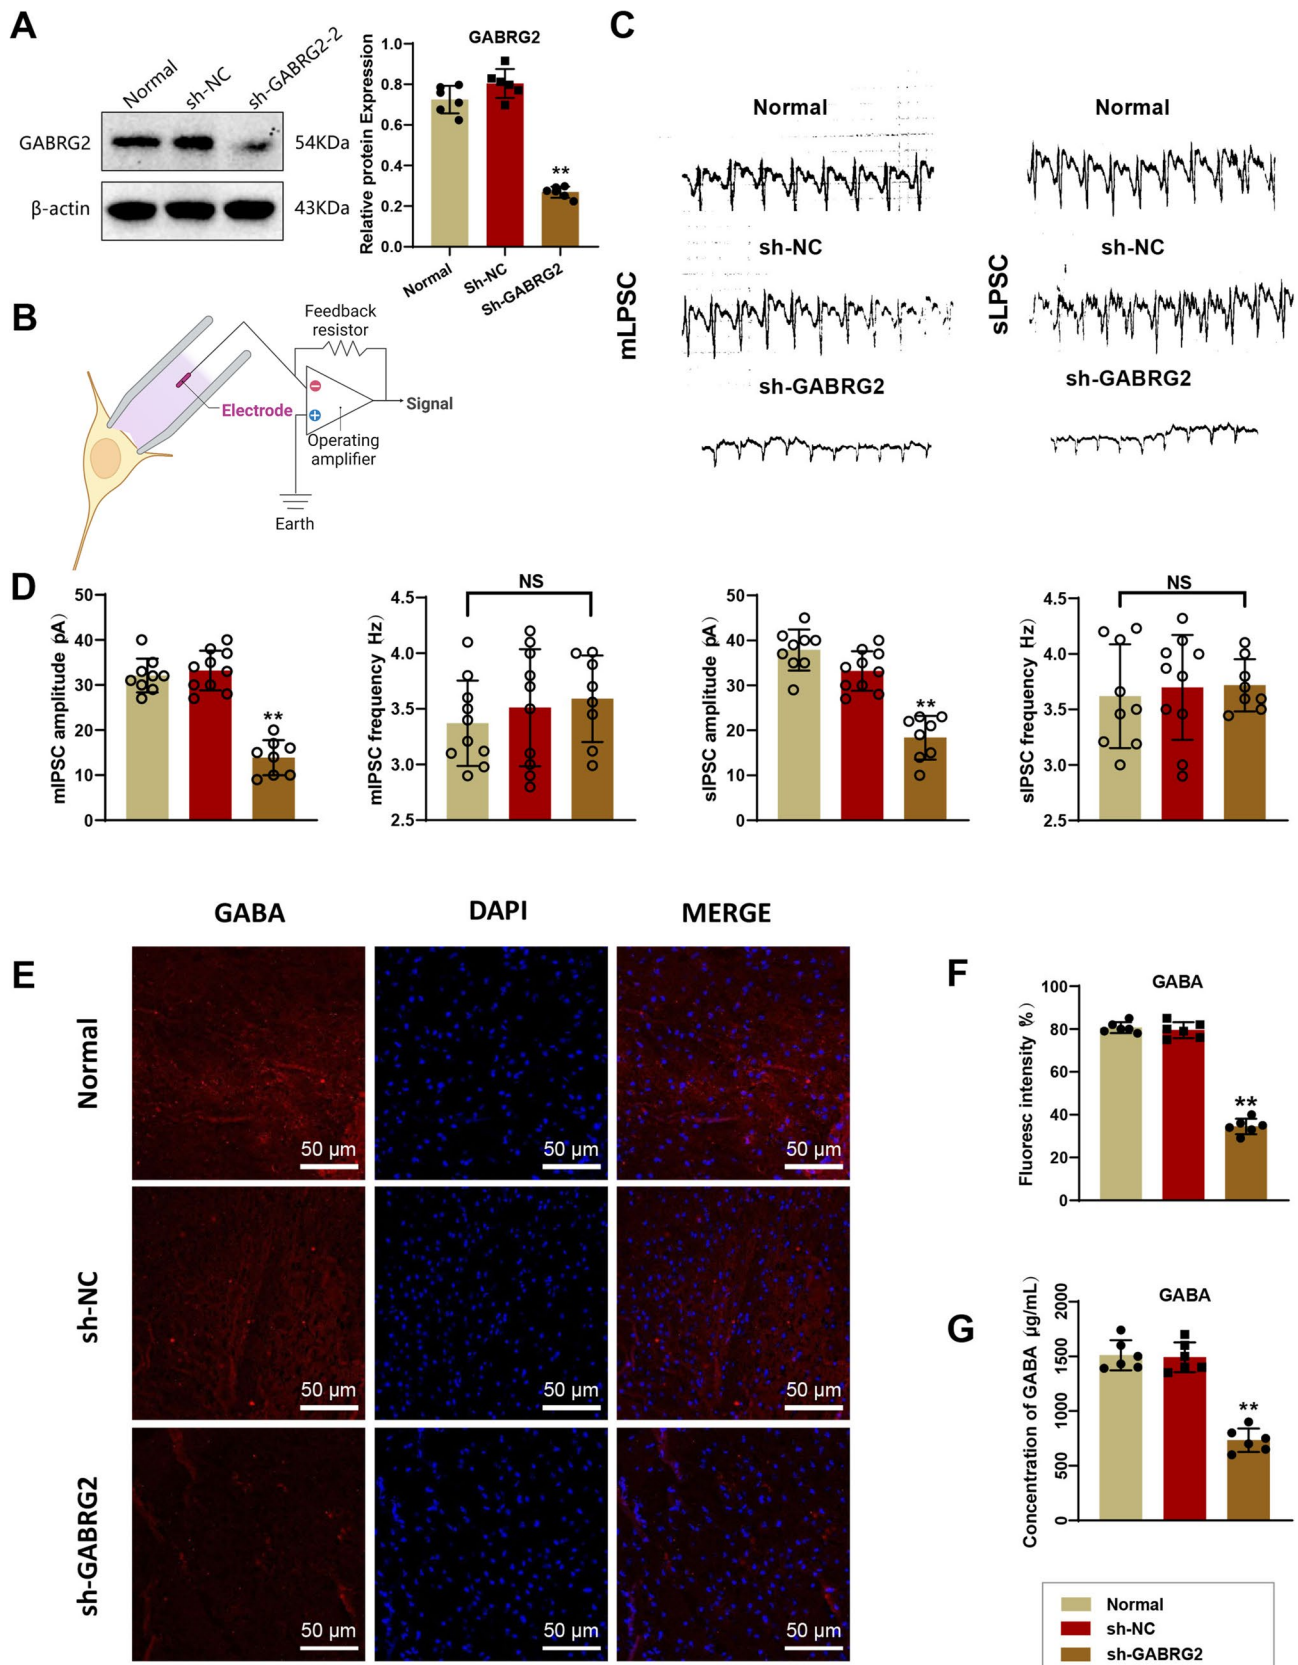 A
Normal
sh-NC
sh-GABRG2-2
GABRG2
54KDa
β-actin
43KDa
GABRG2
Relative protein Expression
1.0
0.8
0.6
0.4
0.2
0.0
**
Normal
Sh-NC
Sh-GABRG2
B
Feedback
resistor
Electrode
Signal
Operating
amplifier
Earth
C
Normal
Normal
sh-NC
sh-NC
mLPSC
sLPSC
sh-GABRG2
sh-GABRG2
D
mIPSC amplitude (pA)
50
40
30
20
10
0
**
mIPSC frequency Hz)
4.5
4.0
3.5
3.0
2.5
NS
sIPSC amplitude (pA)
50
40
30
20
10
0
**
sIPSC frequency Hz)
4.5
4.0
3.5
3.0
2.5
NS
GABA
DAPI
MERGE
E
Normal
50 µm
50 µm
50 µm
sh-NC
50 µm
50 µm
50 µm
sh-GABRG2
50 µm
50 µm
50 µm
F
GABA
Fluoresc intensity %)
100
80
60
40
20
0
**
G
GABA
Concentration of GABA µg/mL)
2000
1500
1000
500
0
**
Normal
sh-NC
sh-GABRG2